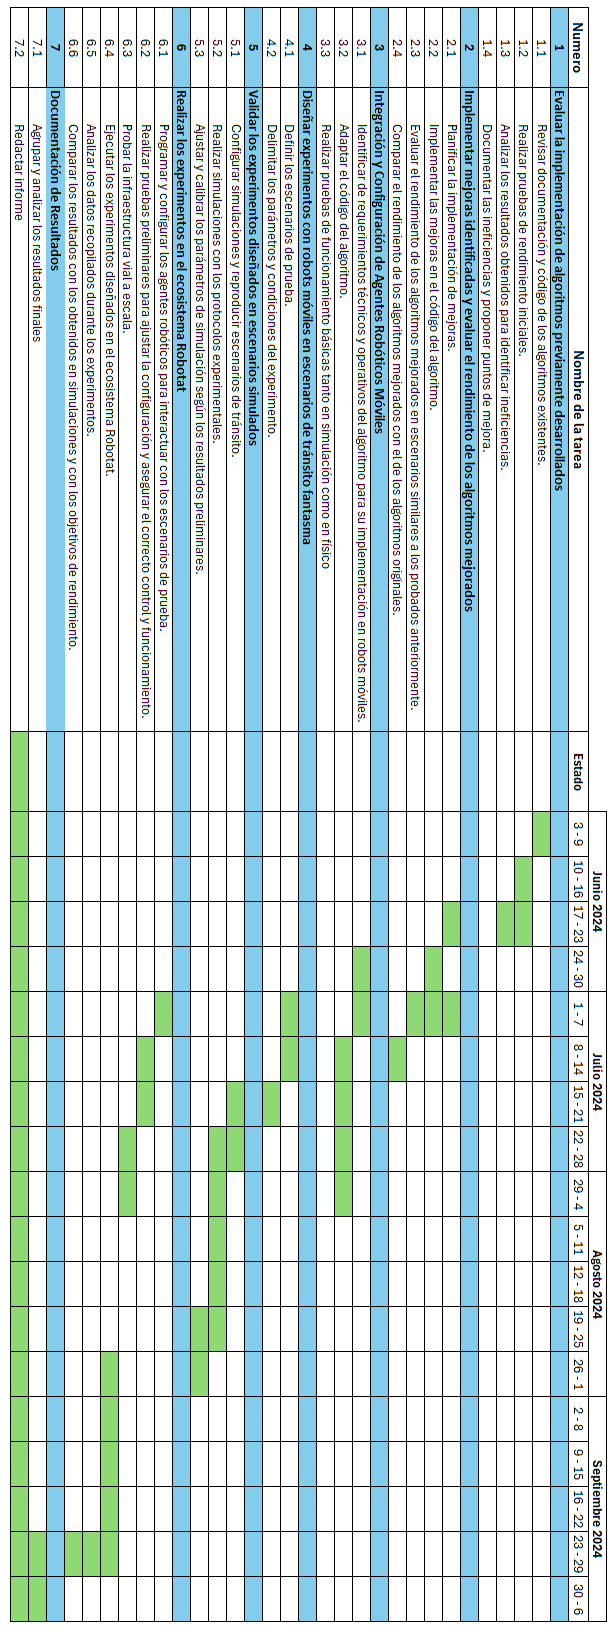 Junio 2024 Julio 2024 Agosto 2024 Septiembre 2024
Numero Nombre de la tarea Estado 3 - 9 10 - 16 17 - 23 24 - 30 1 - 7 8 - 14 15 - 21 22 - 28 29 - 4 5 - 11 12 - 18 19 - 25 26 - 1 2 - 8 9 - 15 16 - 22 23 - 29 30 - 6
1 Evaluar la implementación de algoritmos previamente desarrollados
1.1 Revisar documentación y código de los algoritmos existentes.
1.2 Realizar pruebas de rendimiento iniciales.
1.3 Analizar los resultados obtenidos para identificar ineficiencias.
1.4 Documentar las ineficiencias y proponer puntos de mejora.
2 Implementar mejoras identificadas y evaluar el rendimiento de los algoritmos mejorados
2.1 Planificar la implementación de mejoras.
2.2 Implementar las mejoras en el código del algoritmo.
2.3 Evaluar el rendimiento de los algoritmos mejorados en escenarios similares a los probados anteriormente.
2.4 Comparar el rendimiento de los algoritmos mejorados con el de los algoritmos originales.
3 Integración y Configuración de Agentes Robóticos Móviles
3.1 Identificar de requerimientos técnicos y operativos del algoritmo para su implementación en robots móviles.
3.2 Adaptar el código del algoritmo.
3.3 Realizar pruebas de funcionamiento básicas tanto en simulación como en físico
4 Diseñar experimentos con robots móviles en escenarios de tránsito fantasma
4.1 Definir los escenarios de prueba.
4.2 Delimitar los parámetros y condiciones del experimento.
5 Validar los experimentos diseñados en escenarios simulados
5.1 Configurar simulaciones y reproducir escenarios de tránsito.
5.2 Realizar simulaciones con los protocolos experimentales.
5.3 Ajustar y calibrar los parámetros de simulación según los resultados preliminares.
6 Realizar los experimentos en el ecosistema Robotat
6.1 Programar y configurar los agentes robóticos para interactuar con los escenarios de prueba.
6.2 Realizar pruebas preliminares para ajustar la configuración y asegurar el correcto control y funcionamiento.
6.3 Probar la infraestructura vial a escala.
6.4 Ejecutar los experimentos diseñados en el ecosistema Robotat.
6.5 Analizar los datos recopilados durante los experimentos.
6.6 Comparar los resultados con los obtenidos en simulaciones y con los objetivos de rendimiento.
7 Documentación de Resultados
7.1 Agrupar y analizar los resultados finales
7.2 Redactar informe